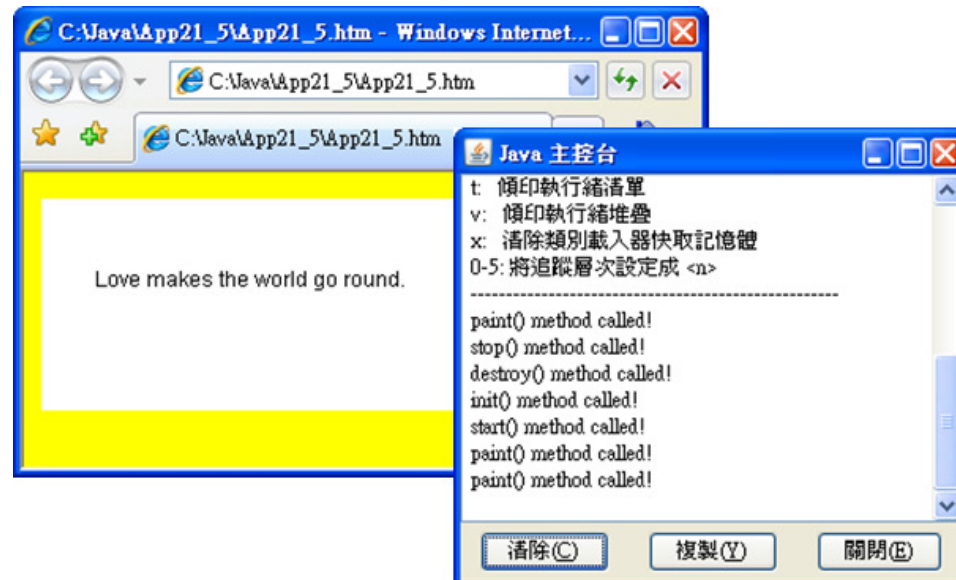 C:\Java\App21_5\App21_5.htm - Windows Internet...
C:\Java\App21_5\App21_5.htm
C:\Java\App21_5\App21_5.htm
Love makes the world go round.
Java 主控台
t: 傾印執行緒清單
v: 傾印執行緒堆疊
x: 清除類別載入器快取記憶體
0-5: 將追蹤層次設定成 <n>
----------------------------------------------------
paint() method called!
stop() method called!
destroy() method called!
init() method called!
start() method called!
paint() method called!
paint() method called!
清除(C)
複製(Y)
關閉(E)